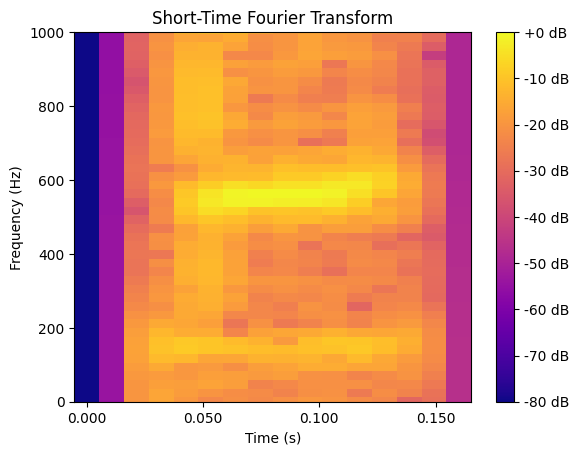 Short-Time Fourier Transform
1000
800
600
400
200
0
Frequency (Hz)
0.000
0.050
0.100
0.150
Time (s)
+0 dB
-10 dB
-20 dB
-30 dB
-40 dB
-50 dB
-60 dB
-70 dB
-80 dB